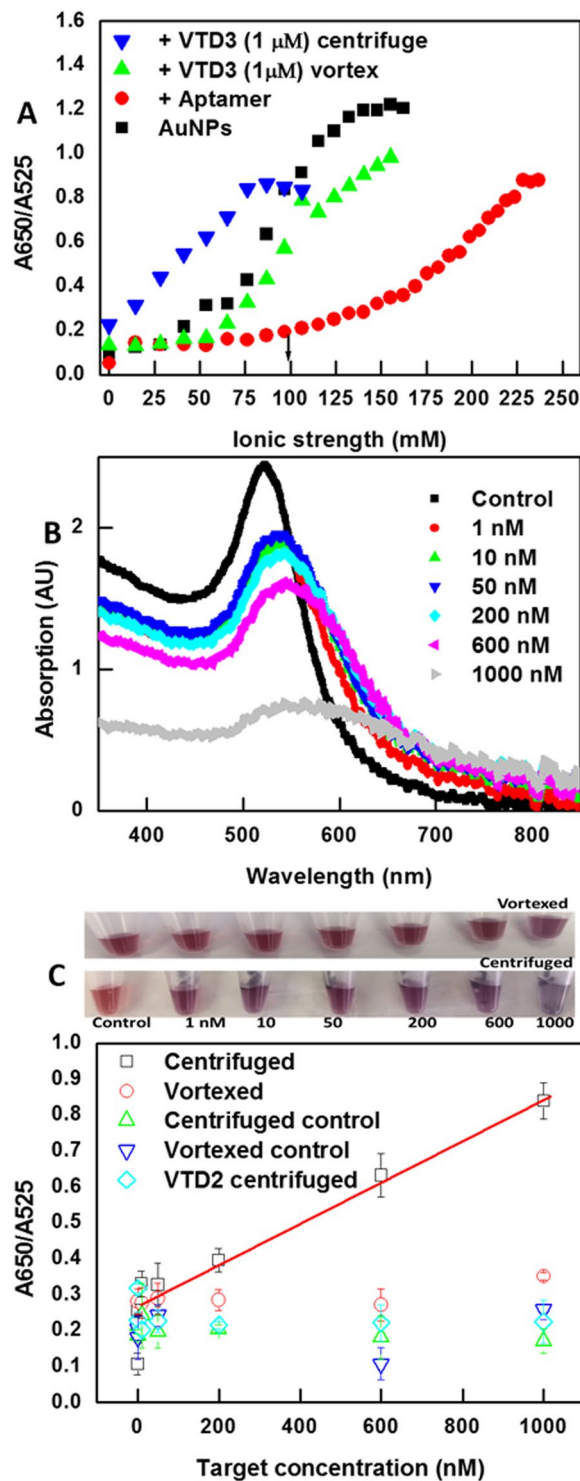 A
+ VTD3 (1 μM) centrifuge
+ VTD3 (1μM) vortex
+ Aptamer
AuNPs
A650/A525
1.6
1.4
1.2
1.0
0.8
0.6
0.4
0.2
0.0
0 25 50 75 100 125 150 175 200 225 250
Ionic strength (mM)
B
Control
1 nM
10 nM
50 nM
200 nM
600 nM
1000 nM
Absorption (AU)
2
1
0
400 500 600 700 800
Wavelength (nm)
Vortexed
C
Centrifuged
Control 1 nM 10 50 200 600 1000
Centrifuged
Vortexed
Centrifuged control
Vortexed control
VTD2 centrifuged
A650/A525
1.0
0.9
0.8
0.7
0.6
0.5
0.4
0.3
0.2
0.1
0.0
0 200 400 600 800 1000
Target concentration (nM)